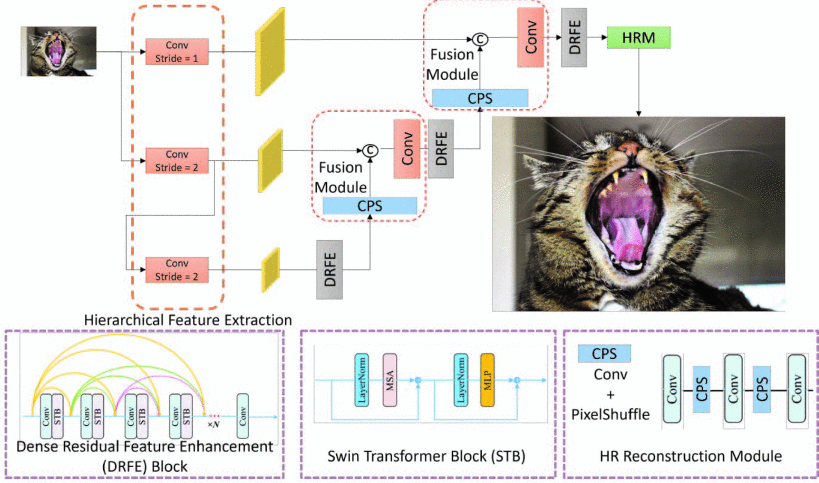 Conv
Stride = 1
Fusion
Module
C
Conv
DRFE
HRM
CPS
Conv
Stride = 2
Fusion
Module
C
Conv
DRFE
CPS
Conv
Stride = 2
DRFE
Hierarchical Feature Extraction
Conv
STB
Conv
STB
Conv
STB
Conv
STB
×N
Conv
Dense Residual Feature Enhancement
(DRFE) Block
LayerNorm
MSA
LayerNorm
MLP
Swin Transformer Block (STB)
CPS
Conv
+
PixelShuffle
Conv
CPS
Conv
CPS
Conv
HR Reconstruction Module